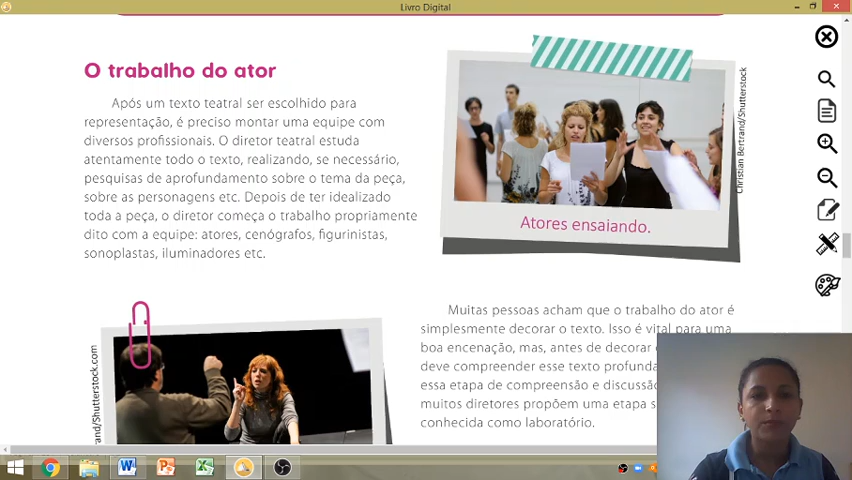 Livro Digital
O trabalho do ator
Após um texto teatral ser escolhido para
representação, é preciso montar uma equipe com
diversos profissionais. O diretor teatral estuda
atentamente todo o texto, realizando, se necessário,
pesquisas de aprofundamento sobre o tema da peça,
sobre as personagens etc. Depois de ter idealizado
toda a peça, o diretor começa o trabalho propriamente
dito com a equipe: atores, cenógrafos, figurinistas,
sonoplastas, iluminadores etc.
Christian Bertrand/Shutterstock
Atores ensaiando.
rand/Shutterstock.com
Muitas pessoas acham que o trabalho do ator é
simplesmente decorar o texto. Isso é vital para uma
boa encenação, mas, antes de decorar
deve compreender esse texto profunda
essa etapa de compreensão e discussão
muitos diretores propõem uma etapa s
conhecida como laboratório.